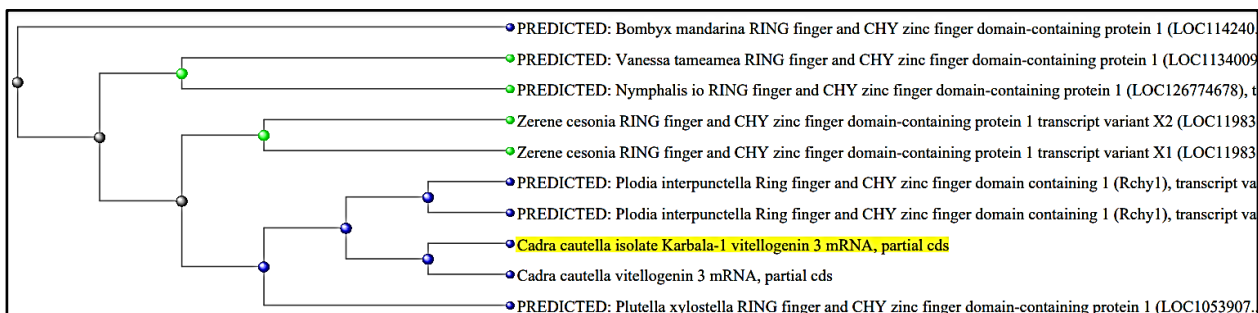 PREDICTED: Bombyx mandarina RING finger and CHY zinc finger domain-containing protein 1 (LOC114240.
PREDICTED: Vanessa tameamea RING finger and CHY zinc finger domain-containing protein 1 (LOC1134009
PREDICTED: Nymphalis io RING finger and CHY zinc finger domain-containing protein 1 (LOC126774678), t
Zerene cesonia RING finger and CHY zinc finger domain-containing protein 1 transcript variant X2 (LOC11983
Zerene cesonia RING finger and CHY zinc finger domain-containing protein 1 transcript variant X1 (LOC11983
PREDICTED: Plodia interpunctella Ring finger and CHY zinc finger domain containing 1 (Rchy1), transcript va
PREDICTED: Plodia interpunctella Ring finger and CHY zinc finger domain containing 1 (Rchy1), transcript va
Cadra cautella isolate Karbala-1 vitellogenin 3 mRNA, partial cds
Cadra cautella vitellogenin 3 mRNA, partial cds
PREDICTED: Plutella xylostella RING finger and CHY zinc finger domain-containing protein 1 (LOC1053907.